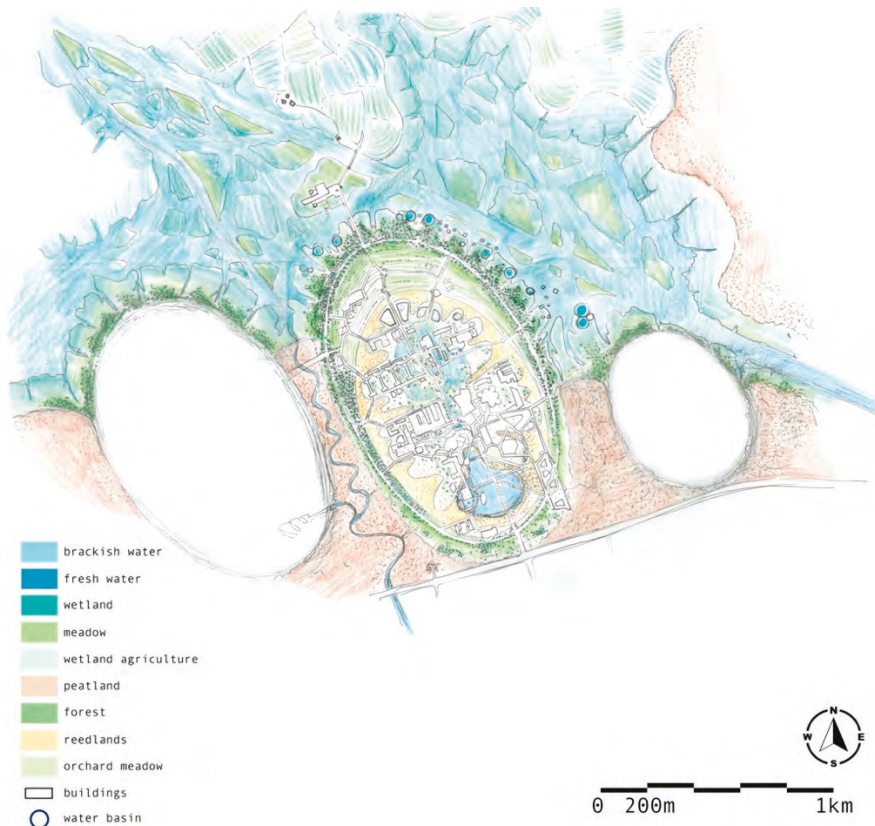 brackish water
fresh water
wetland
meadow
wetland agriculture
peatland
forest
reedlands
orchard meadow
buildings
water basin
N
W E
S
0 200m 1km